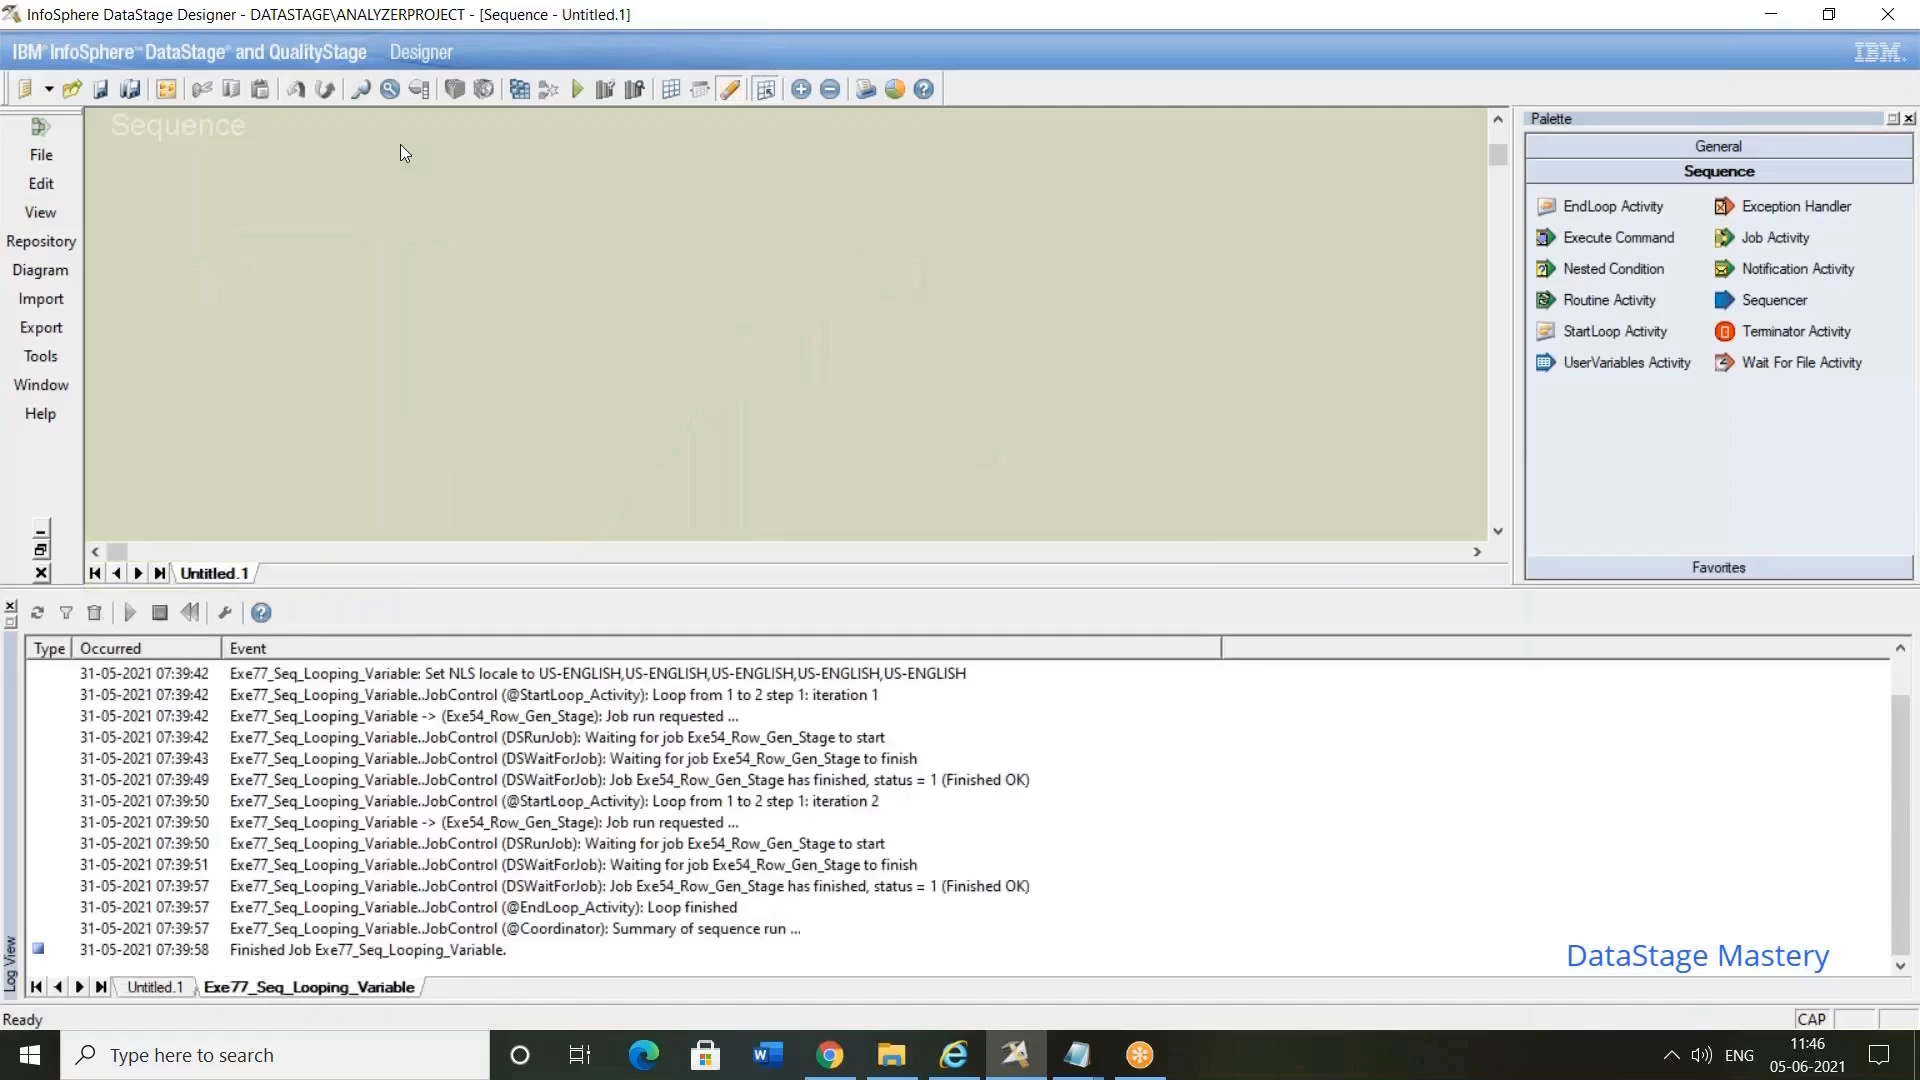 InfoSphere DataStage Designer - DATASTAGE\ANALYZERPROJECT - [Sequence - Untitled.1]
IBM® InfoSphere™ DataStage® and QualityStage Designer
IBM.
Sequence
File
Edit
View
Repository
Diagram
Import
Export
Tools
Window
Help
Untitled.1
Palette
General
Sequence
EndLoop Activity
Exception Handler
Execute Command
Job Activity
Nested Condition
Notification Activity
Routine Activity
Sequencer
StartLoop Activity
Terminator Activity
UserVariables Activity
Wait For File Activity
Favorites
Type Occurred Event
31-05-2021 07:39:42 Exe77_Seq_Looping_Variable: Set NLS locale to US-ENGLISH,US-ENGLISH,US-ENGLISH,US-ENGLISH,US-ENGLISH
31-05-2021 07:39:42 Exe77_Seq_Looping_Variable..JobControl (@StartLoop_Activity): Loop from 1 to 2 step 1: iteration 1
31-05-2021 07:39:42 Exe77_Seq_Looping_Variable -> (Exe54_Row_Gen_Stage): Job run requested ...
31-05-2021 07:39:42 Exe77_Seq_Looping_Variable..JobControl (DSRunJob): Waiting for job Exe54_Row_Gen_Stage to start
31-05-2021 07:39:43 Exe77_Seq_Looping_Variable..JobControl (DSWaitForJob): Waiting for job Exe54_Row_Gen_Stage to finish
31-05-2021 07:39:49 Exe77_Seq_Looping_Variable..JobControl (DSWaitForJob): Job Exe54_Row_Gen_Stage has finished, status = 1 (Finished OK)
31-05-2021 07:39:50 Exe77_Seq_Looping_Variable..JobControl (@StartLoop_Activity): Loop from 1 to 2 step 1: iteration 2
31-05-2021 07:39:50 Exe77_Seq_Looping_Variable -> (Exe54_Row_Gen_Stage): Job run requested ...
31-05-2021 07:39:50 Exe77_Seq_Looping_Variable..JobControl (DSRunJob): Waiting for job Exe54_Row_Gen_Stage to start
31-05-2021 07:39:51 Exe77_Seq_Looping_Variable..JobControl (DSWaitForJob): Waiting for job Exe54_Row_Gen_Stage to finish
31-05-2021 07:39:57 Exe77_Seq_Looping_Variable..JobControl (DSWaitForJob): Job Exe54_Row_Gen_Stage has finished, status = 1 (Finished OK)
31-05-2021 07:39:57 Exe77_Seq_Looping_Variable..JobControl (@EndLoop_Activity): Loop finished
31-05-2021 07:39:57 Exe77_Seq_Looping_Variable..JobControl (@Coordinator): Summary of sequence run ...
31-05-2021 07:39:58 Finished Job Exe77_Seq_Looping_Variable.
Log View
DataStage Mastery
Untitled.1 Exe77_Seq_Looping_Variable
Ready
CAP
Type here to search
ENG
11:46
05-06-2021